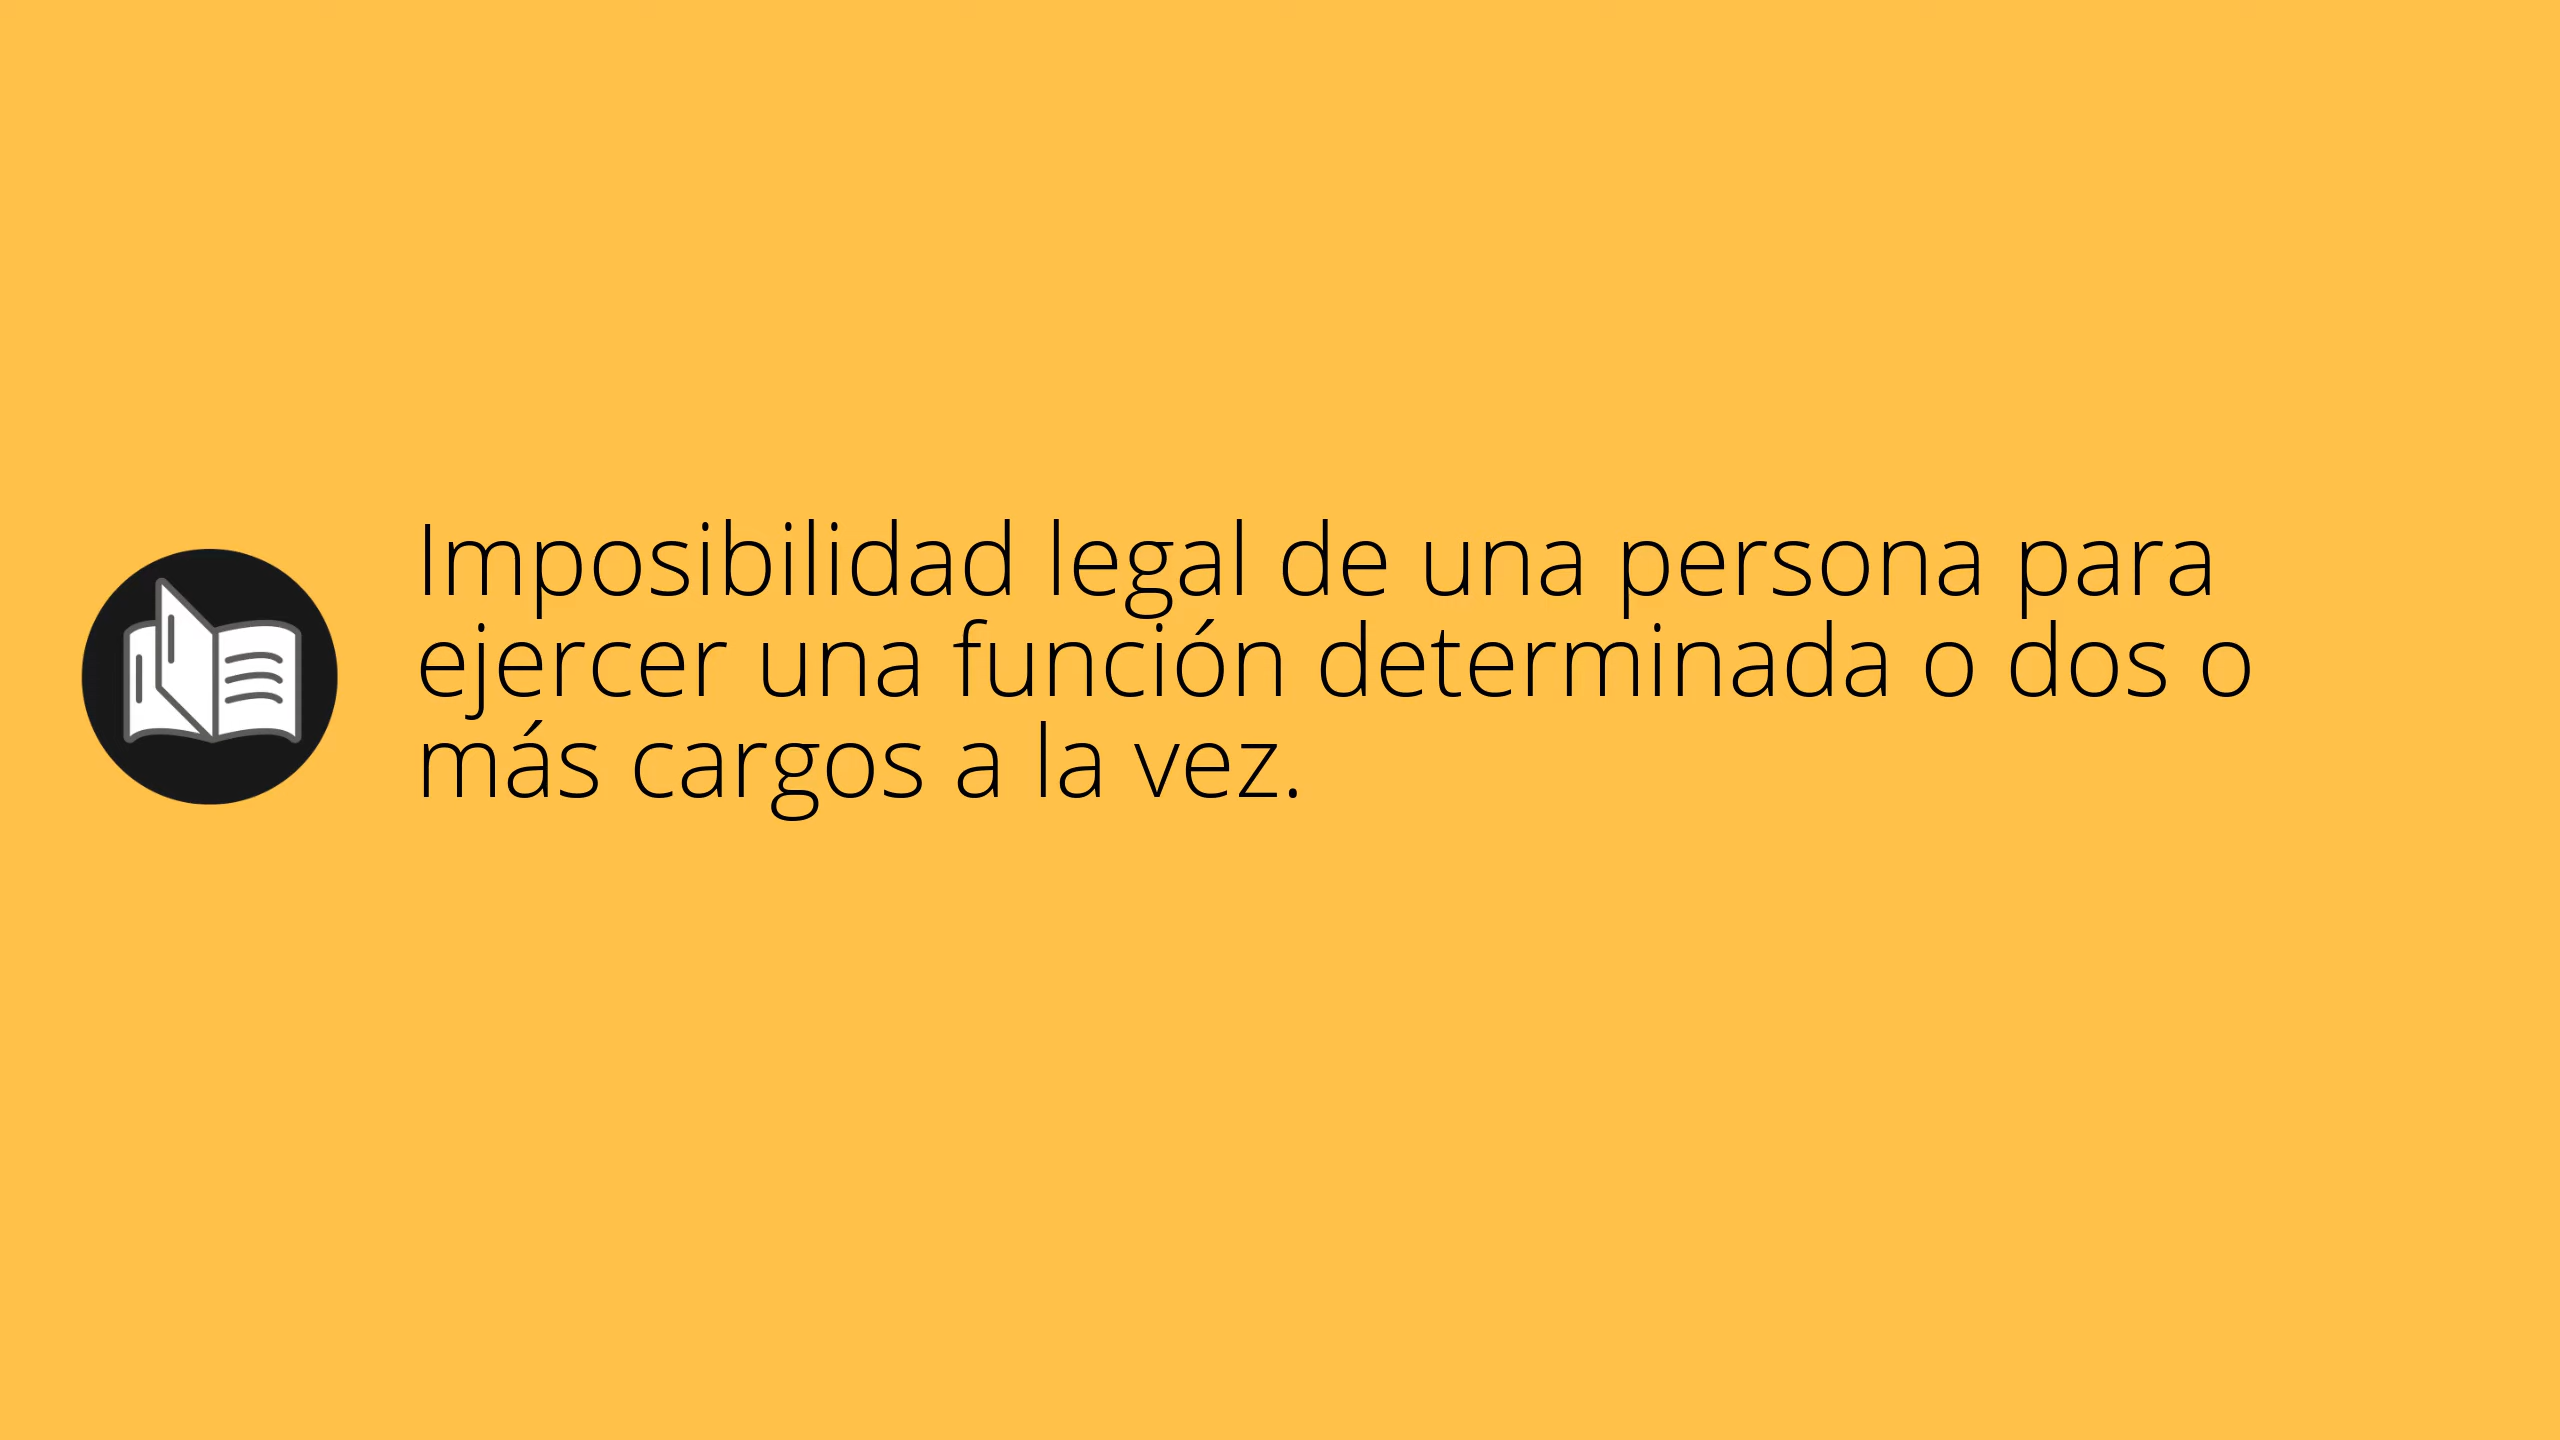 Imposibilidad legal de una persona para
ejercer una función determinada o dos o
más cargos a la vez.